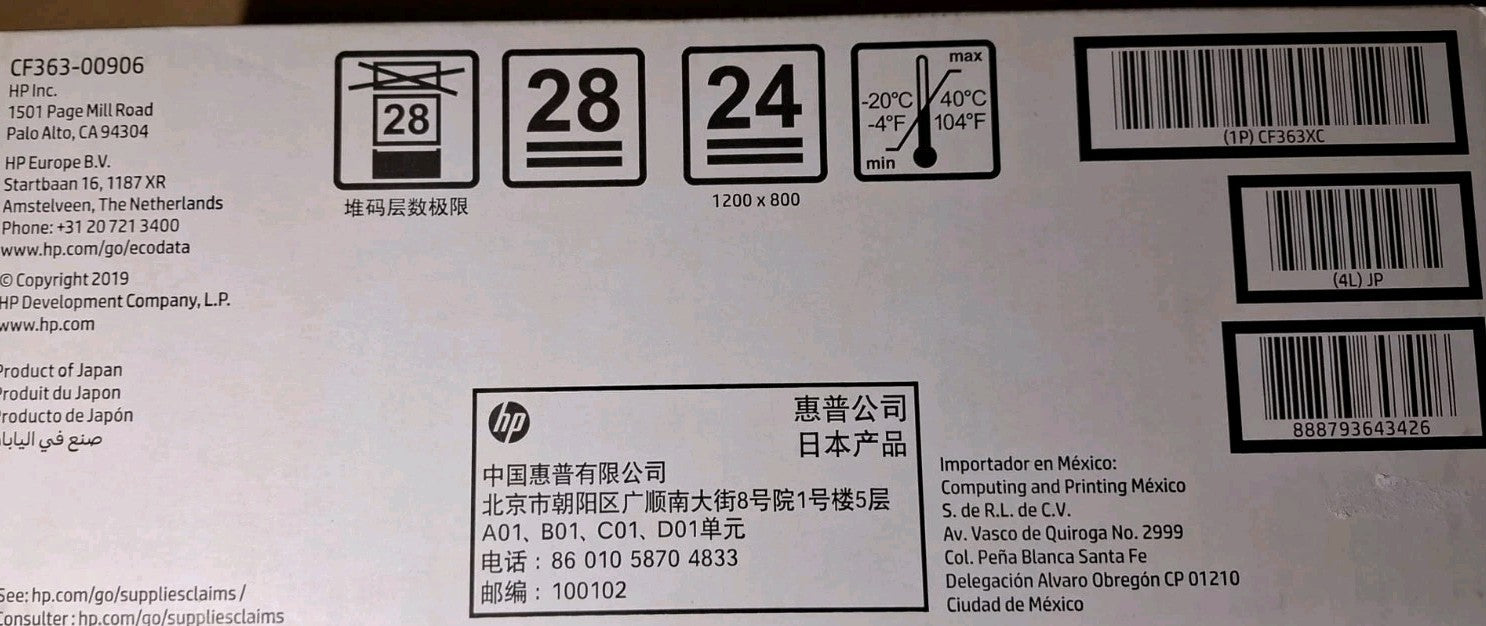 CF363-00906
HP Inc.
1501 Page Mill Road
Palo Alto, CA 94304
HP Europe B.V.
Startbaan 16, 1187 XR
Amstelveen, The Netherlands
Phone: +31 20 721 3400
www.hp.com/go/ecodata
© Copyright 2019
HP Development Company, L.P.
www.hp.com
Product of Japan
Produit du Japon
Producto de Japón
صنع في اليابا
See: hp.com/go/suppliesclaims /
Consulter : hp.com/go/suppliesclaims
28
堆码层数极限
28
24
1200 x 800
max
-20°C 40°C
-4°F 104°F
min
(1P) CF363XC
(4L) JP
888793643426
hp
惠普公司
日本产品
中国惠普有限公司
北京市朝阳区广顺南大街8号院1号楼5层
A01、B01、C01、D01单元
电话：86 010 5870 4833
邮编：100102
Importador en México:
Computing and Printing México
S. de R.L. de C.V.
Av. Vasco de Quiroga No. 2999
Col. Peña Blanca Santa Fe
Delegación Alvaro Obregón CP 01210
Ciudad de México